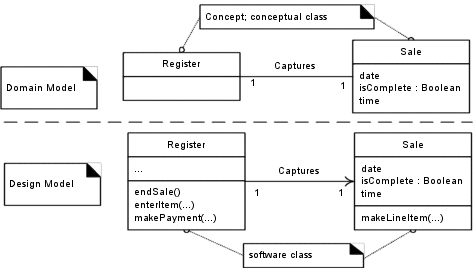 Concept; conceptual class
Register
Captures
1
1
Sale
date
isComplete : Boolean
time
Domain Model
Register
...
endSale()
enterItem(...)
makePayment(...)
Captures
1
1
Sale
date
isComplete : Boolean
time
makeLineItem(...)
Design Model
software class